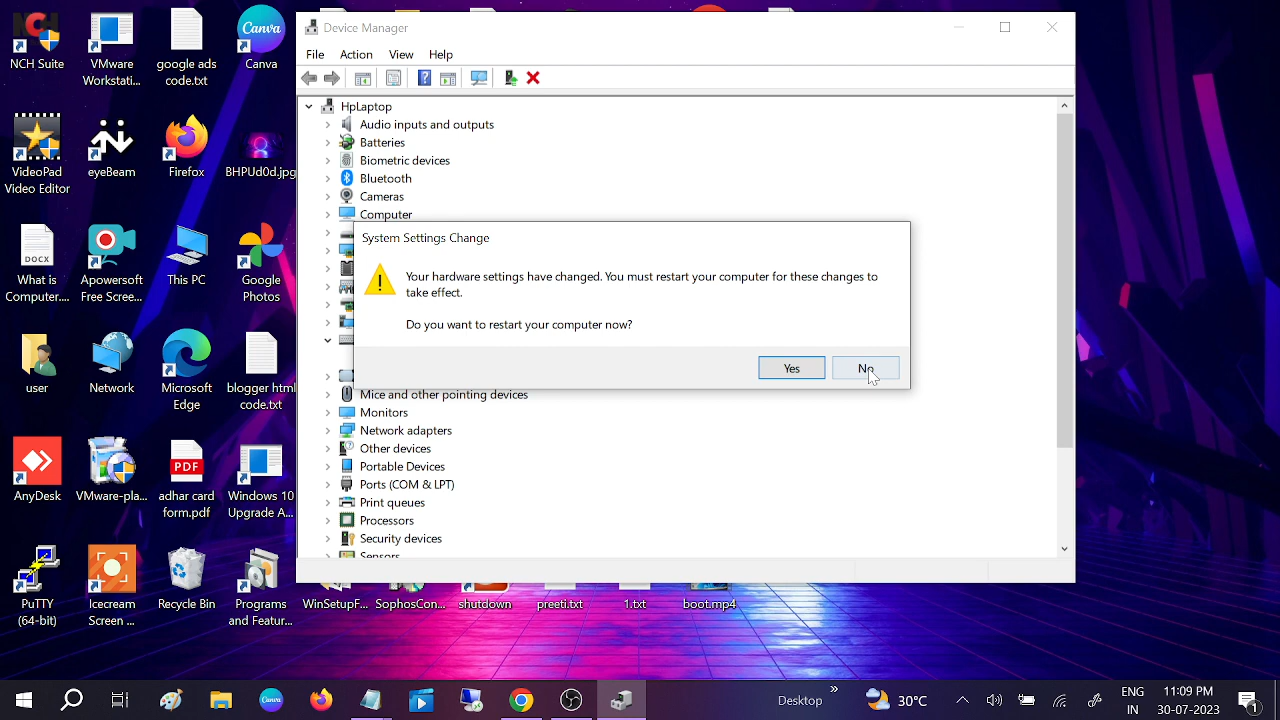 Device Manager
File Action View Help
HpLaptop
Audio inputs and outputs
Batteries
Biometric devices
Bluetooth
Cameras
Computer
System Settings Change
Your hardware settings have changed. You must restart your computer for these changes to
take effect.
Do you want to restart your computer now?
Yes
No
Mice and other pointing devices
Monitors
Network adapters
Other devices
Portable Devices
Ports (COM & LPT)
Print queues
Processors
Security devices
Sensors
NCH
NCH Suite
VMware
Workstati...
google ads
code.txt
Canva
Canva
VideoPad
Video Editor
eyeBeam
Firefox
BHPUd0d.jpg
DOCX
What is
Computer....
Apowersoft
Free Scree...
This PC
Google
Photos
user
Network
Microsoft
Edge
blogger html
code.txt
AnyDesk
VMware-pla...
PDF
adhar card
form.pdf
Windows 10
Upgrade A...
PuTTY
(64-bit)
Icecream
Screen ...
Recycle Bin
Programs
and Featur...
WinSetupF...
SophosCon...
shutdown
preeti.txt
1.txt
boot.mp4
Canva
Desktop
30°C
ENG
IN
11:09 PM
30-07-2023
1